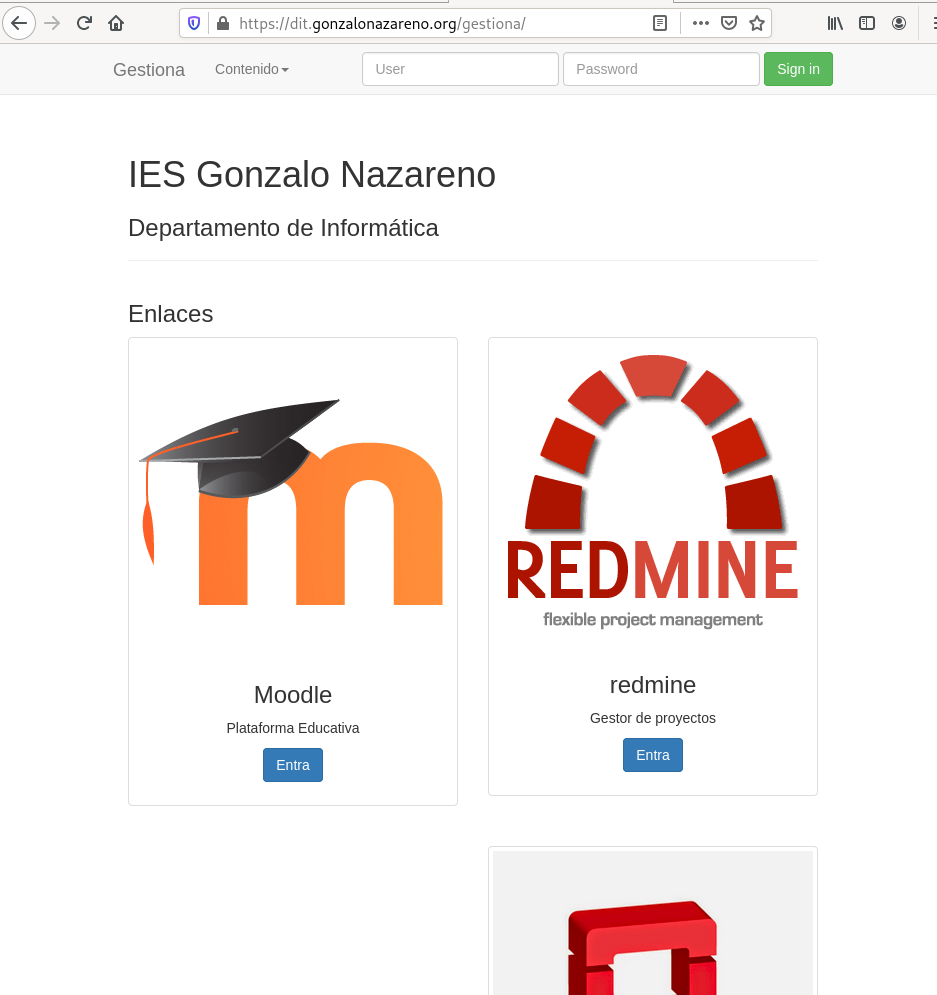 https://dit.gonzalonazareno.org/gestiona/
Gestiona Contenido User Password Sign in
IES Gonzalo Nazareno
Departamento de Informática
Enlaces
m
REDMINE
flexible project management
Moodle
Plataforma Educativa
Entra
redmine
Gestor de proyectos
Entra